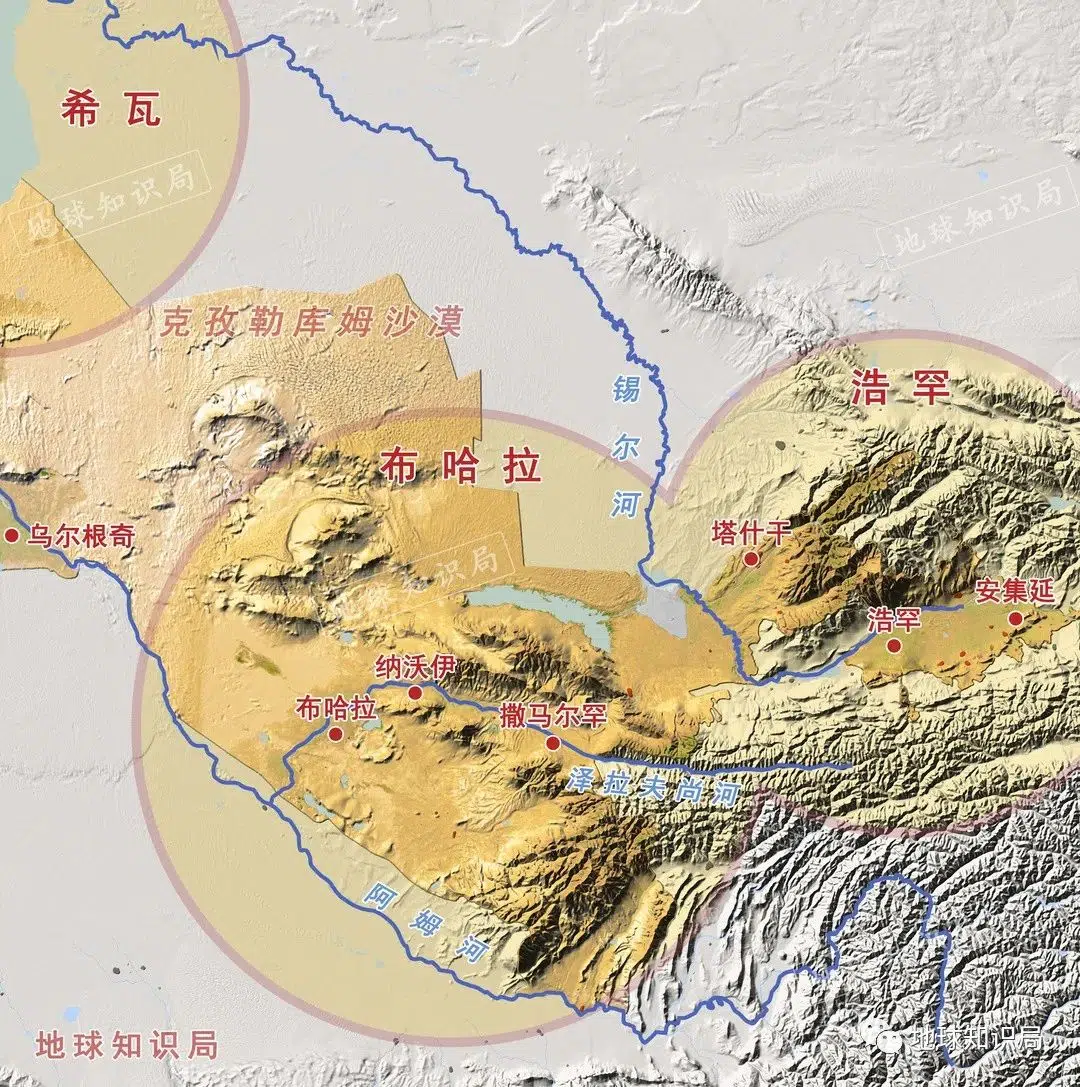 希瓦
地球知识局
地球知识局
克孜勒库姆沙漠
锡尔河
浩罕
布哈拉
塔什干
乌尔根奇
地球知识局
安集延
浩罕
纳沃伊
布哈拉
撒马尔罕
泽拉夫尚河
阿姆河
地球知识局
地球知识局